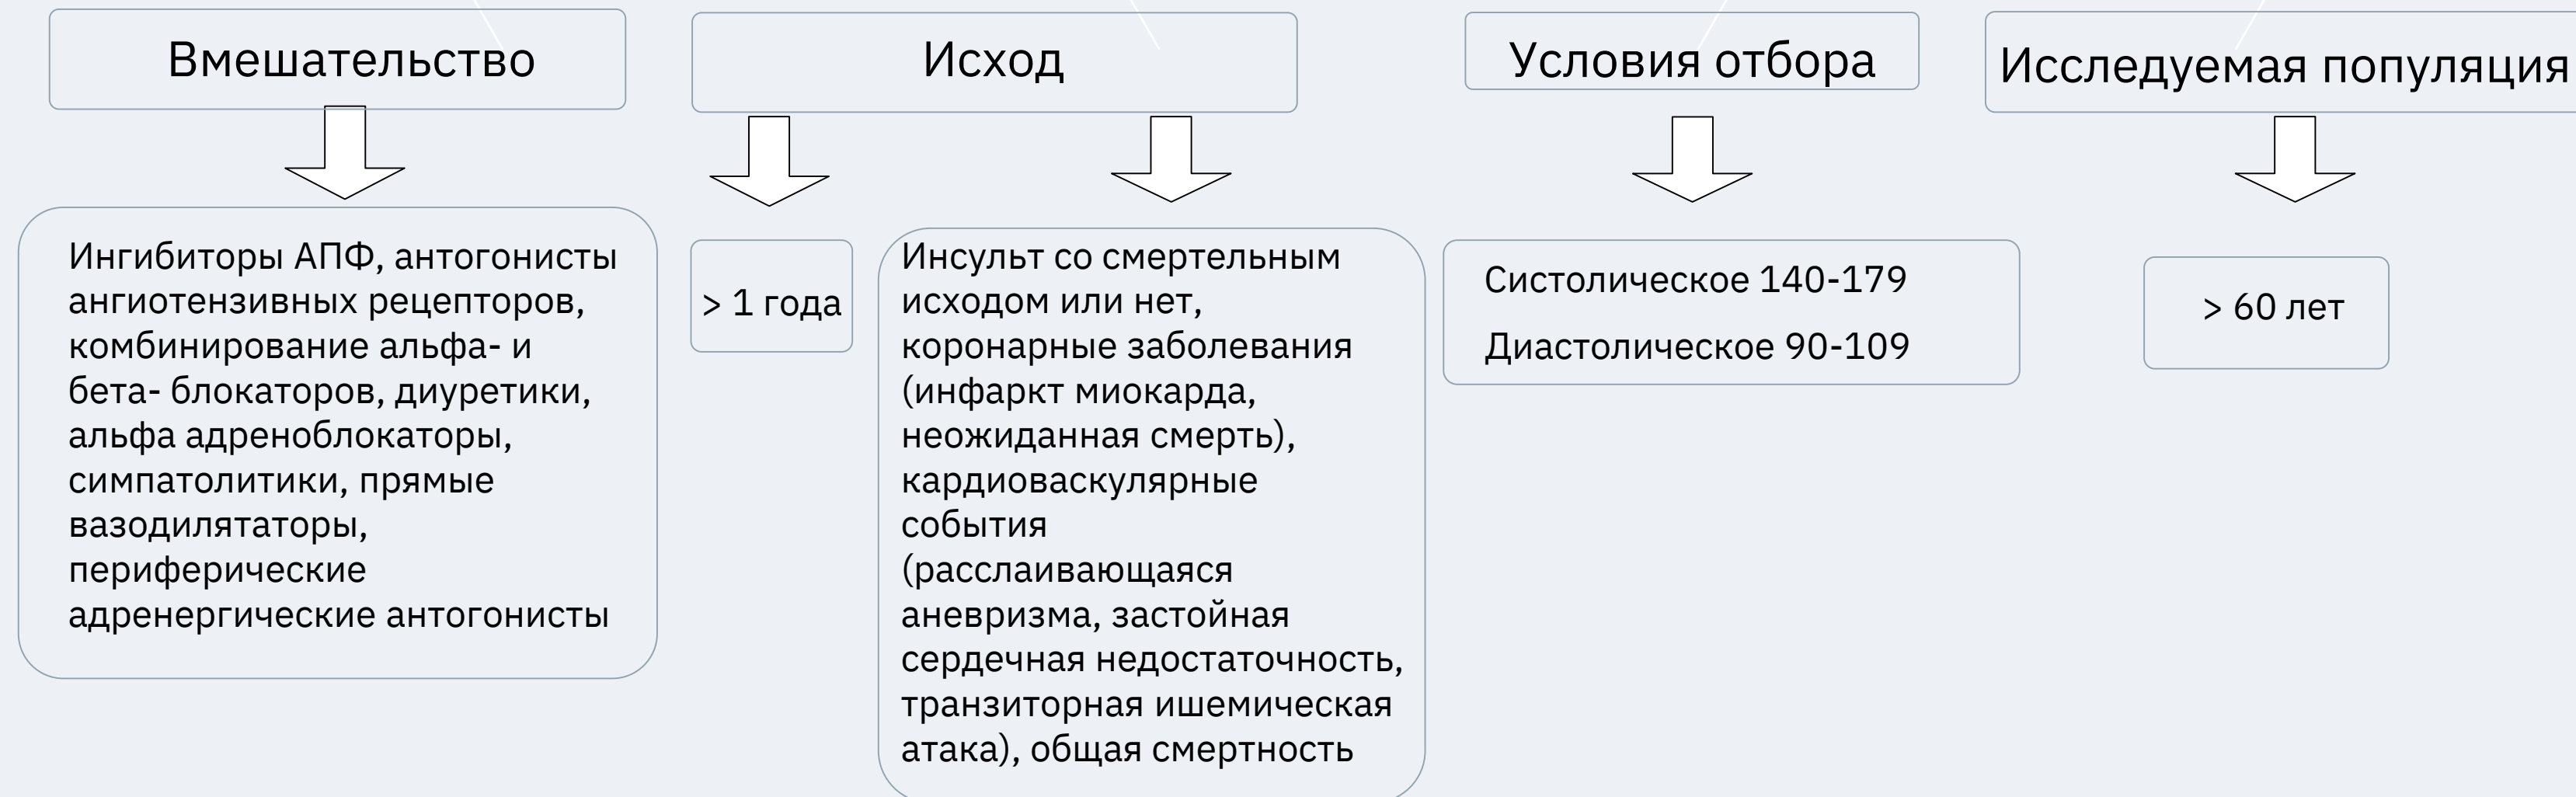 Вмешательство
Ингибиторы АПФ, антогонисты
ангиотензивных рецепторов,
комбинирование альфа- и
бета- блокаторов, диуретики,
альфа адреноблокаторы,
симпатолитики, прямые
вазодилятаторы,
периферические
адренергические антогонисты
Исход
> 1 года
Инсульт со смертельным
исходом или нет,
коронарные заболевания
(инфаркт миокарда,
неожиданная смерть),
кардиоваскулярные
события
(расслаивающаяся
аневризма, застойная
сердечная недостаточность,
транзиторная ишемическая
атака), общая смертность
Условия отбора
Систолическое 140-179
Диастолическое 90-109
Исследуемая популяция
> 60 лет